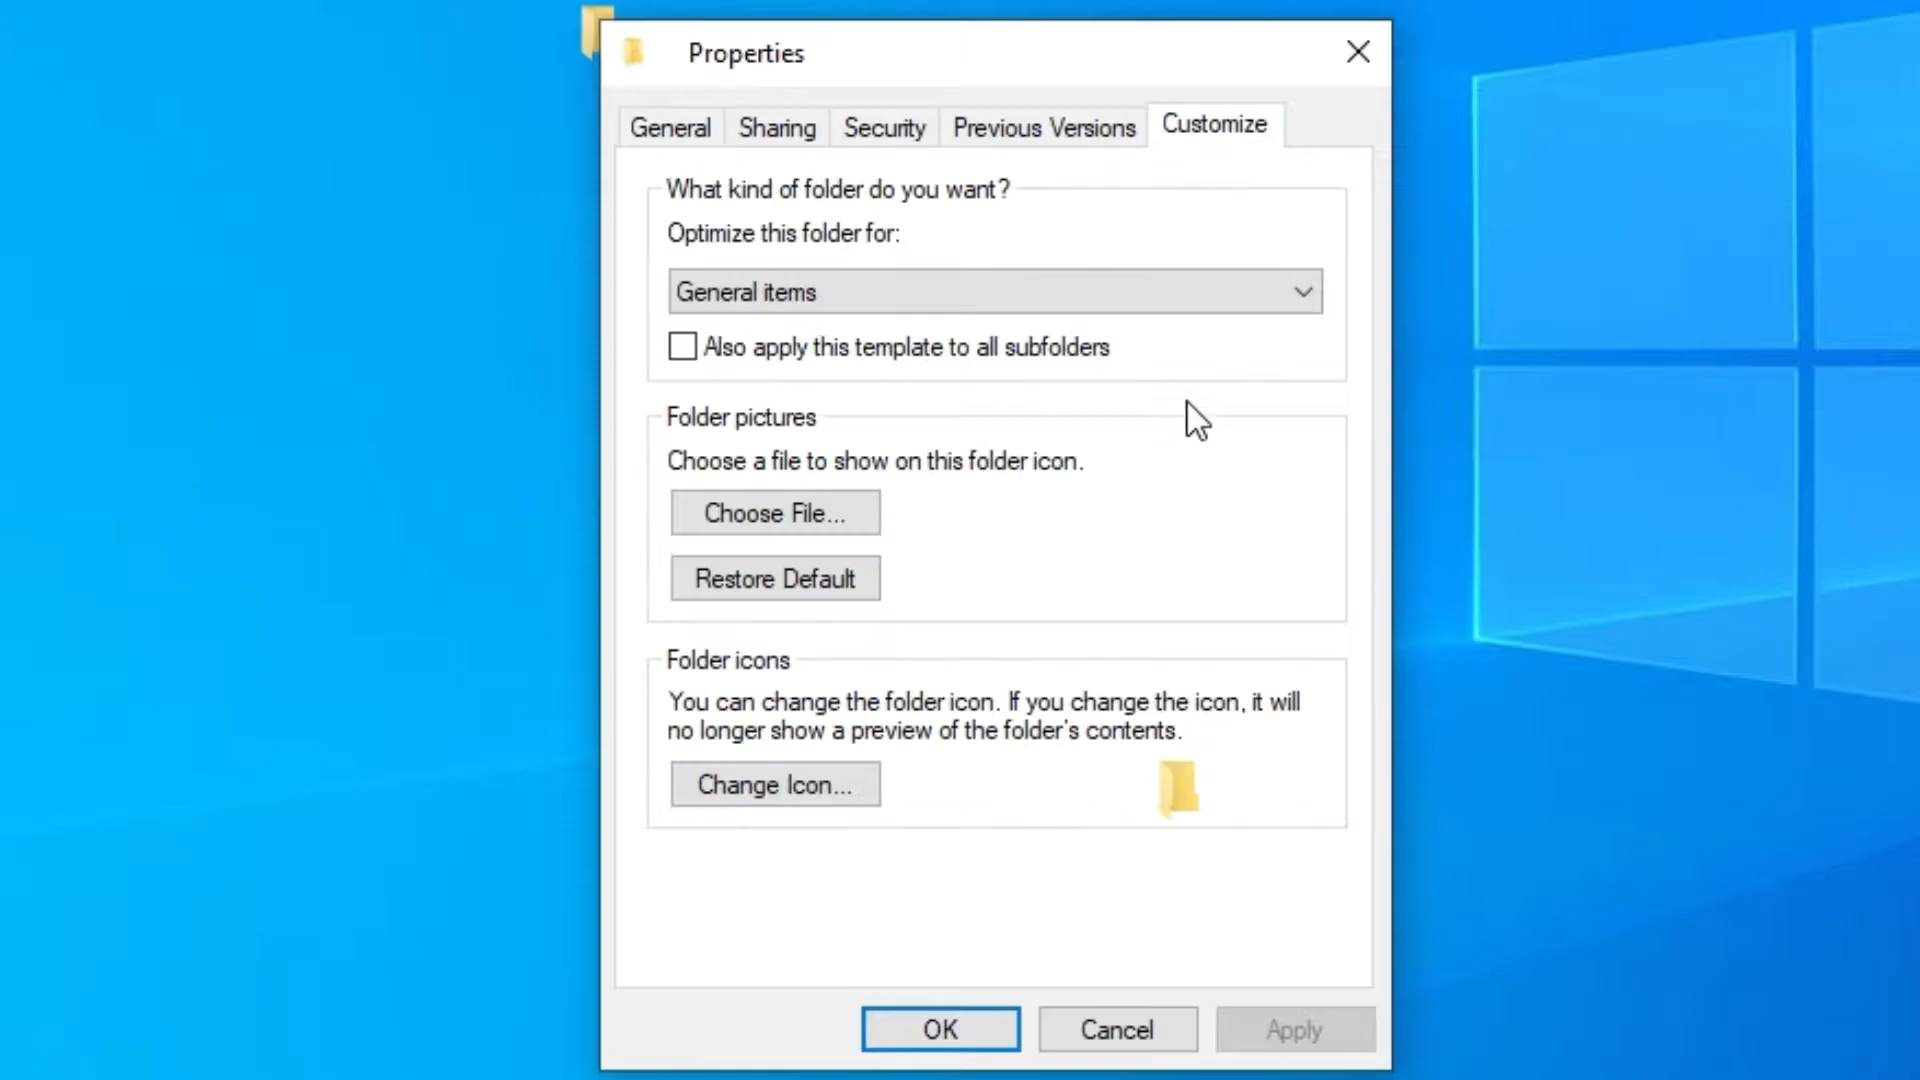 Properties
General
Sharing
Security
Previous Versions
Customize
What kind of folder do you want?
Optimize this folder for:
General items
Also apply this template to all subfolders
Folder pictures
Choose a file to show on this folder icon.
Choose File...
Restore Default
Folder icons
You can change the folder icon. If you change the icon, it will
no longer show a preview of the folder's contents.
Change Icon...
OK
Cancel
Apply